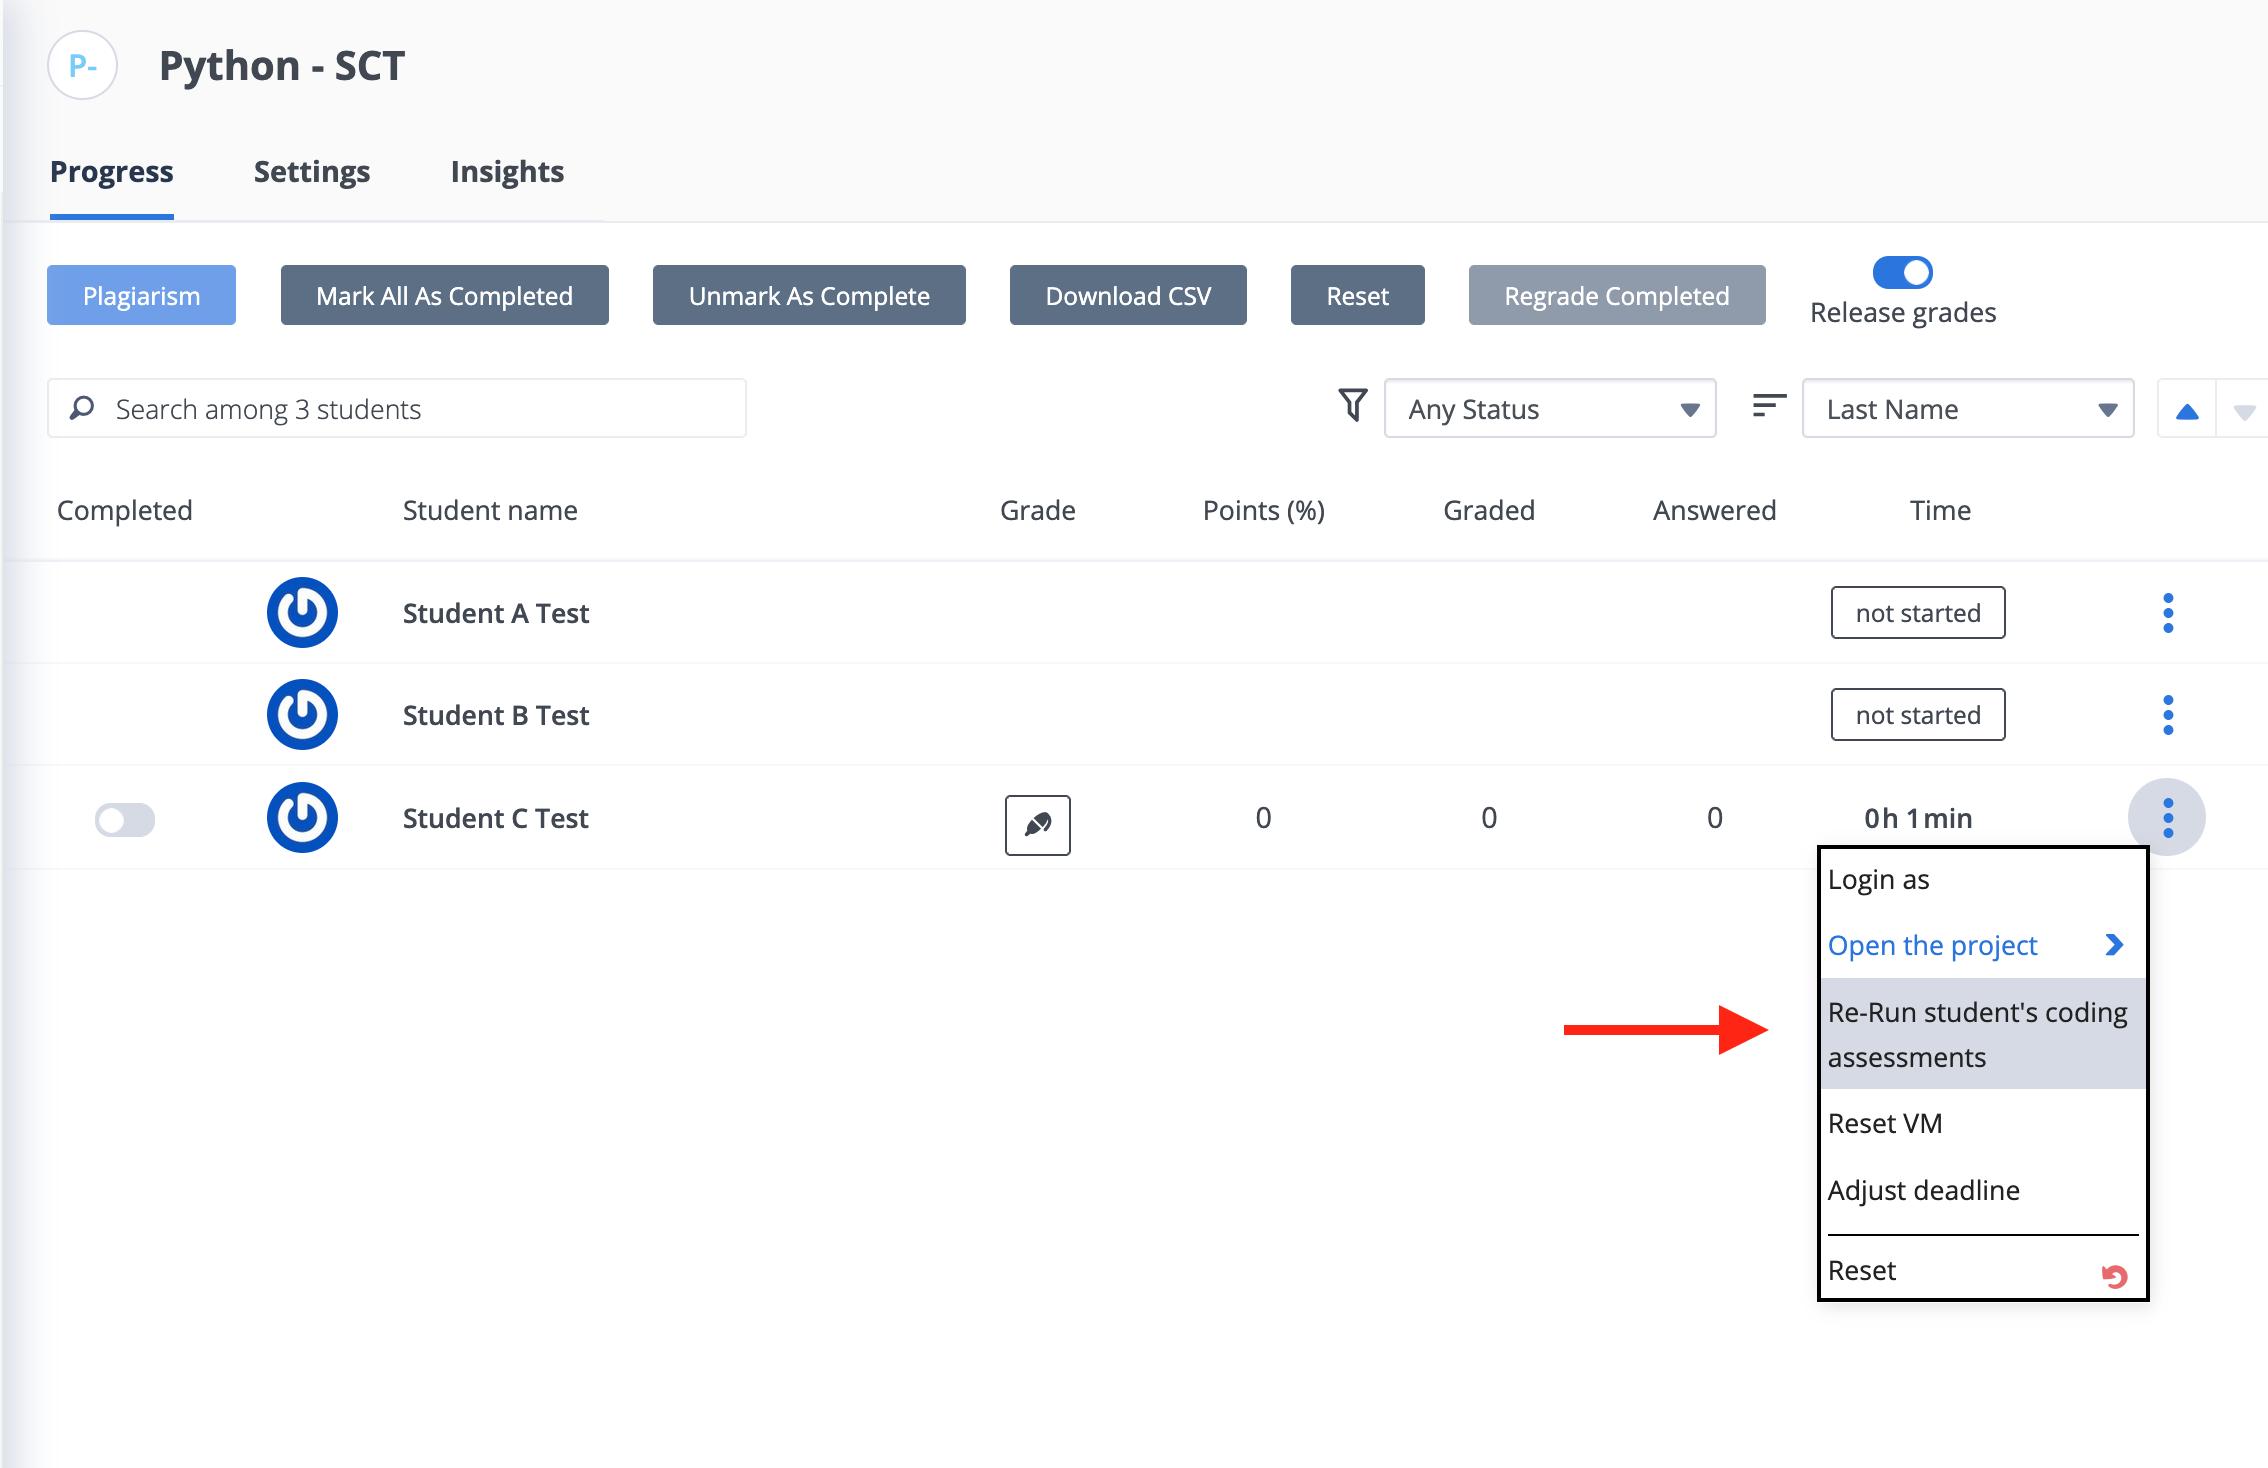 P-
Python - SCT
Progress Settings Insights
Plagiarism Mark All As Completed Unmark As Complete Download CSV Reset Regrade Completed
Release grades
Search among 3 students Any Status Last Name
Completed Student name Grade Points (%) Graded Answered Time
Student A Test not started
Student B Test not started
Student C Test 0 0 0 0h 1min
Login as
Open the project
Re-Run student's coding
assessments
Reset VM
Adjust deadline
Reset